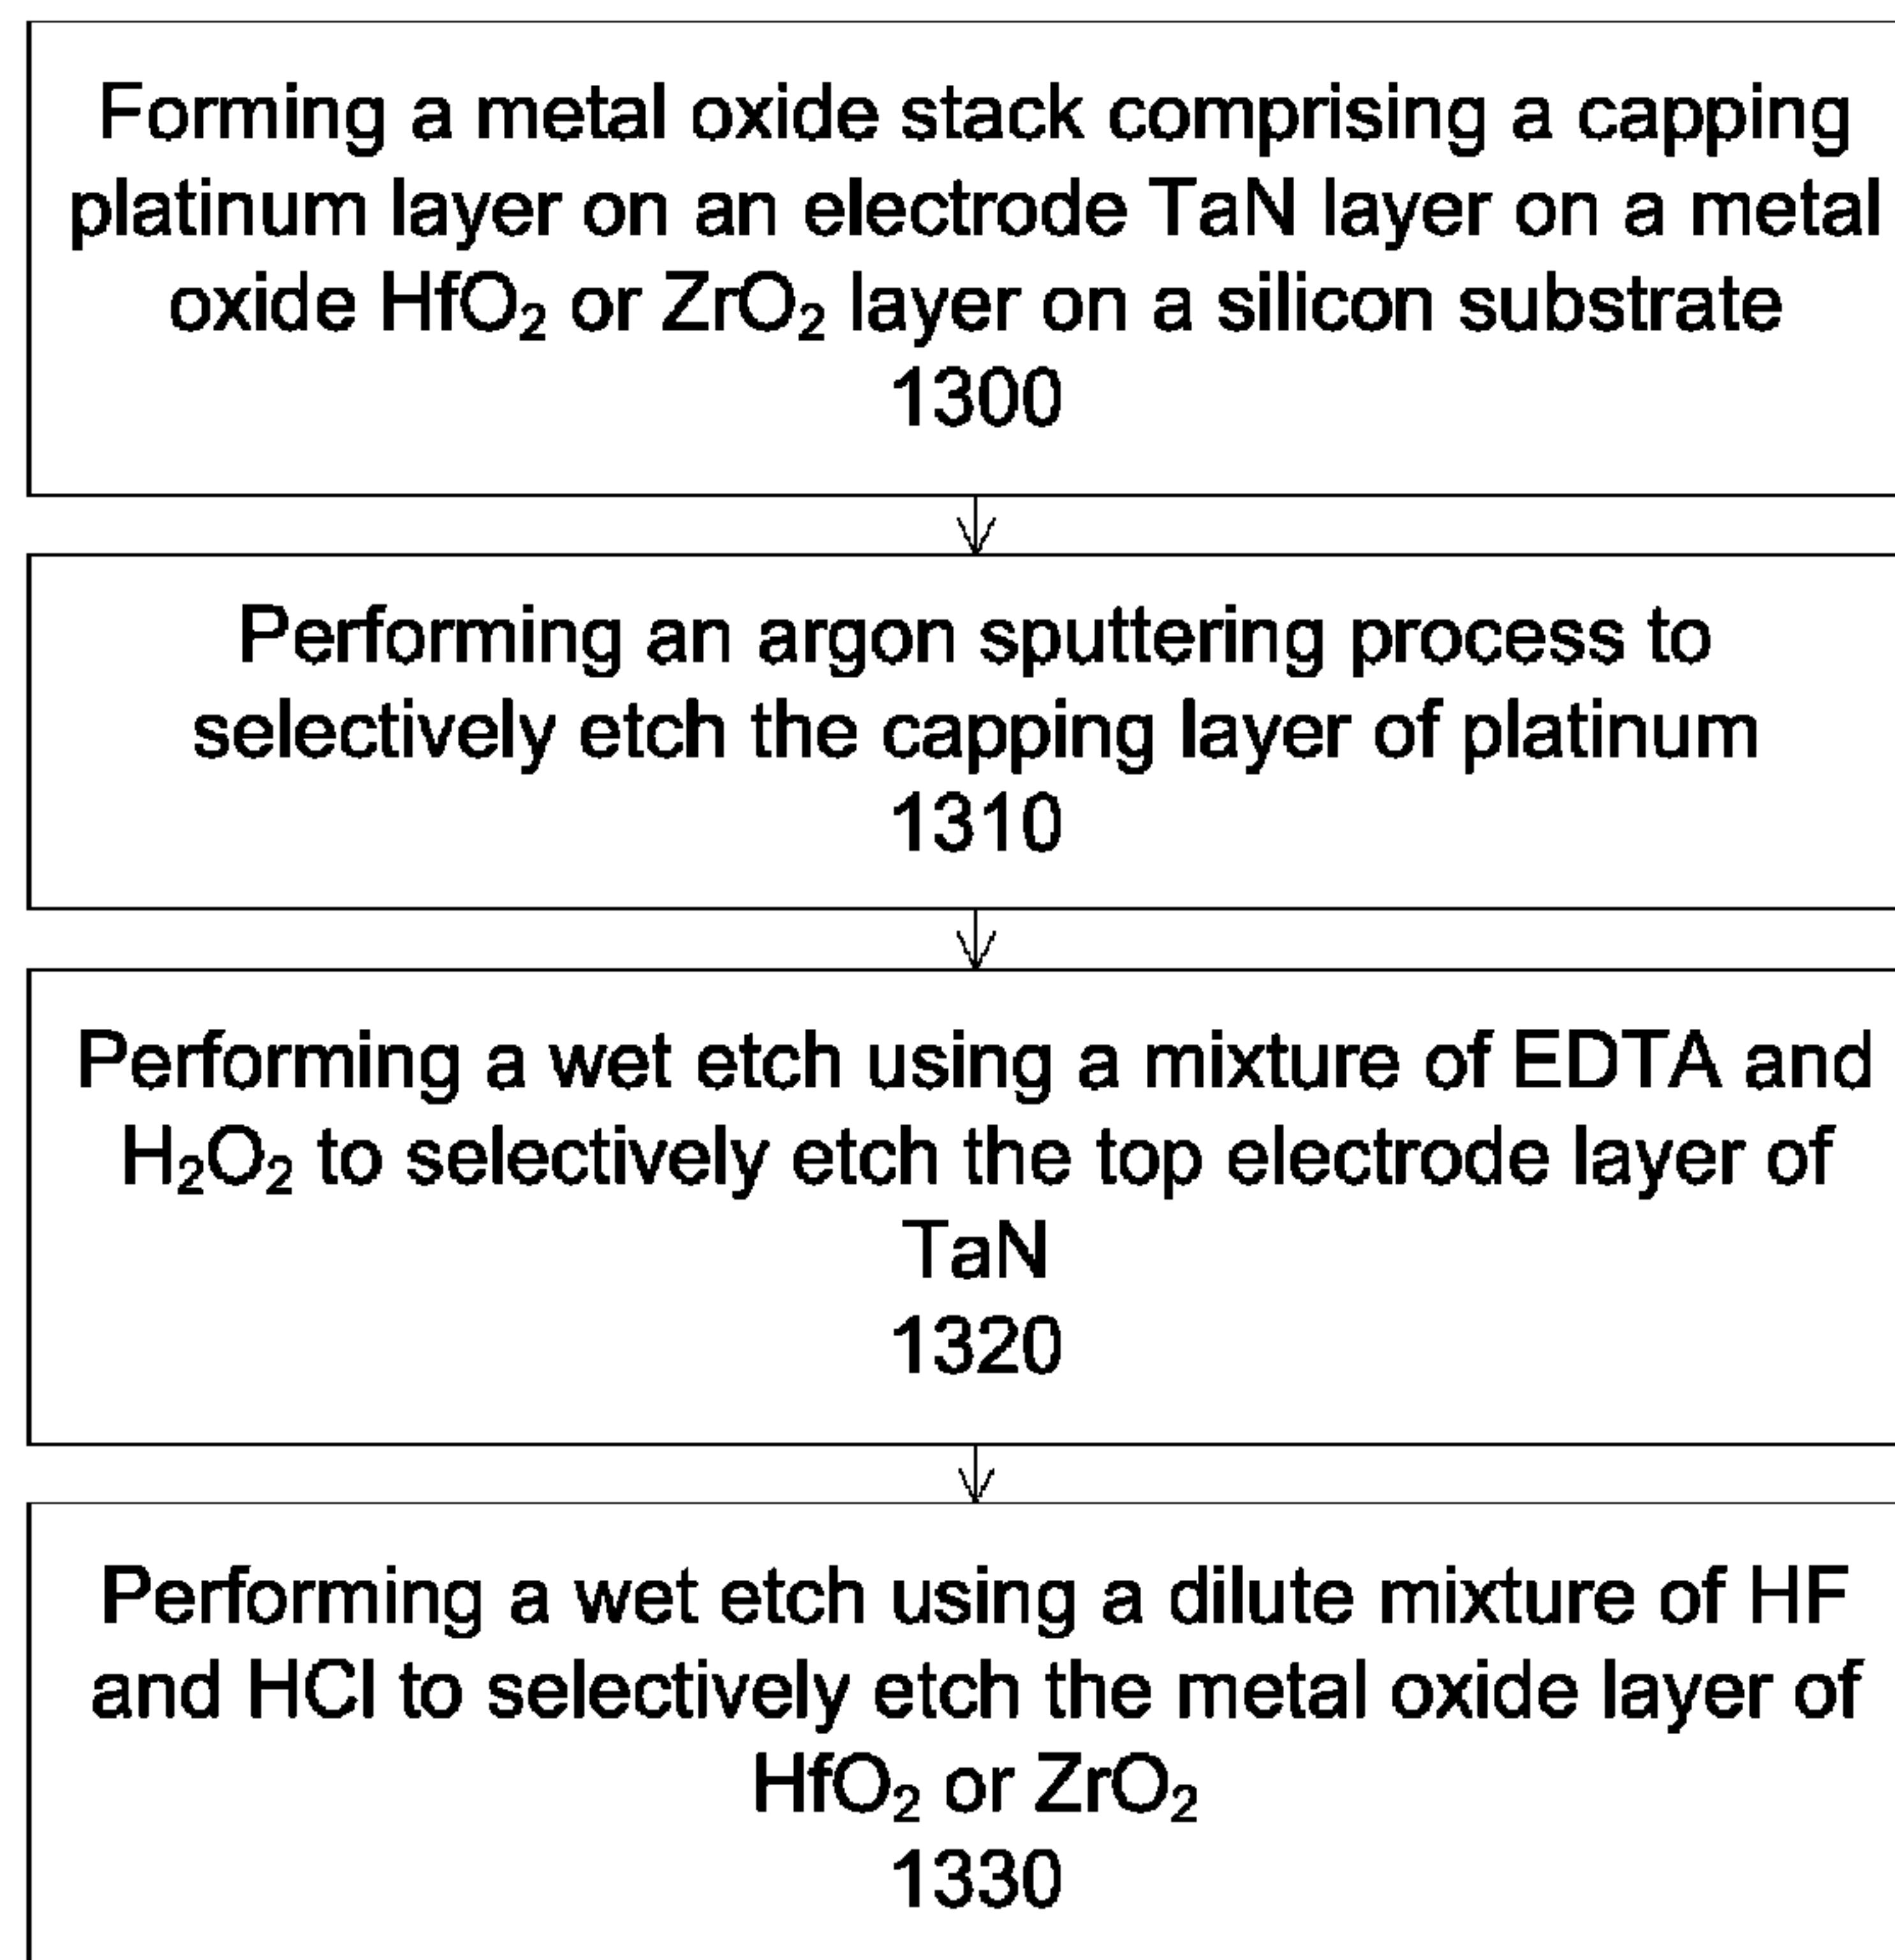 Forming a metal oxide stack comprising a capping
platinum layer on an electrode TaN layer on a metal
oxide HfO₂ or ZrO₂ layer on a silicon substrate
1300
Performing an argon sputtering process to
selectively etch the capping layer of platinum
1310
Performing a wet etch using a mixture of EDTA and
H₂O₂ to selectively etch the top electrode layer of
TaN
1320
Performing a wet etch using a dilute mixture of HF
and HCl to selectively etch the metal oxide layer of
HfO₂ or ZrO₂
1330